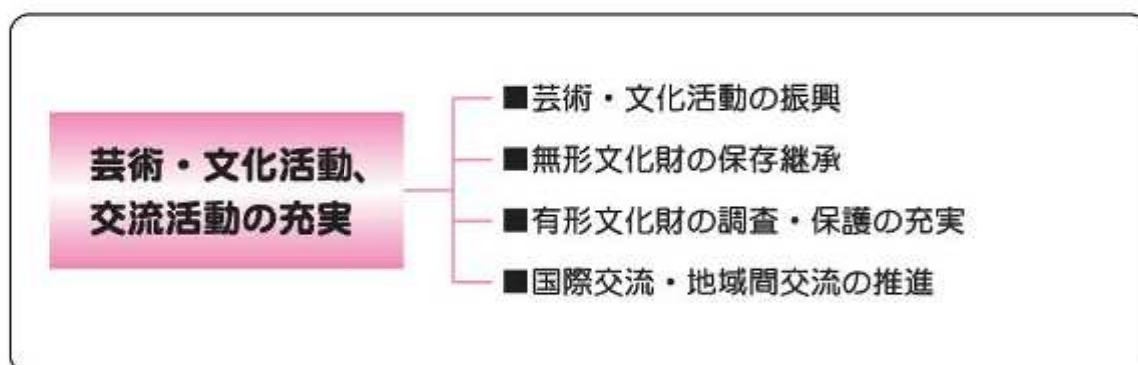 芸術・文化活動、
交流活動の充実
■芸術・文化活動の振興
■無形文化財の保存継承
■有形文化財の調査・保護の充実
■国際交流・地域間交流の推進